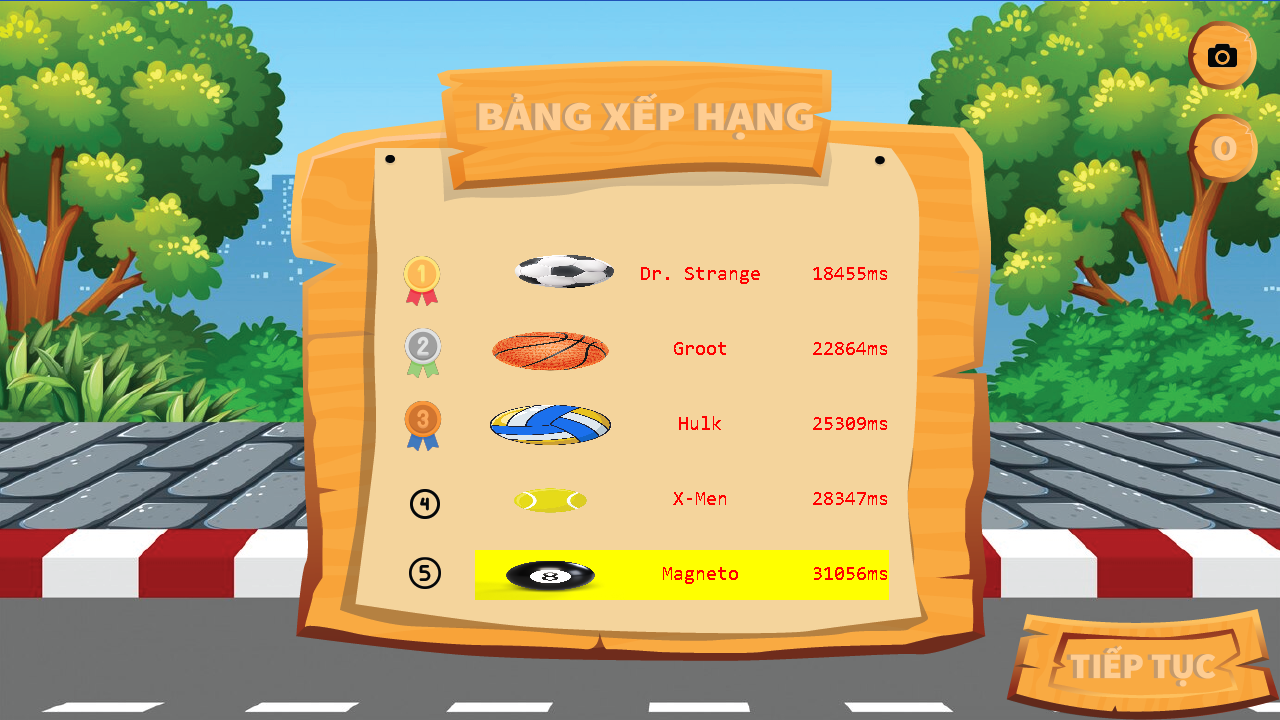 BẢNG XẾP HẠNG
O
1 Dr. Strange 18455ms
2 Groot 22864ms
3 Hulk 25309ms
4 X-Men 28347ms
5 8 Magneto 31056ms
TIẾP TỤC